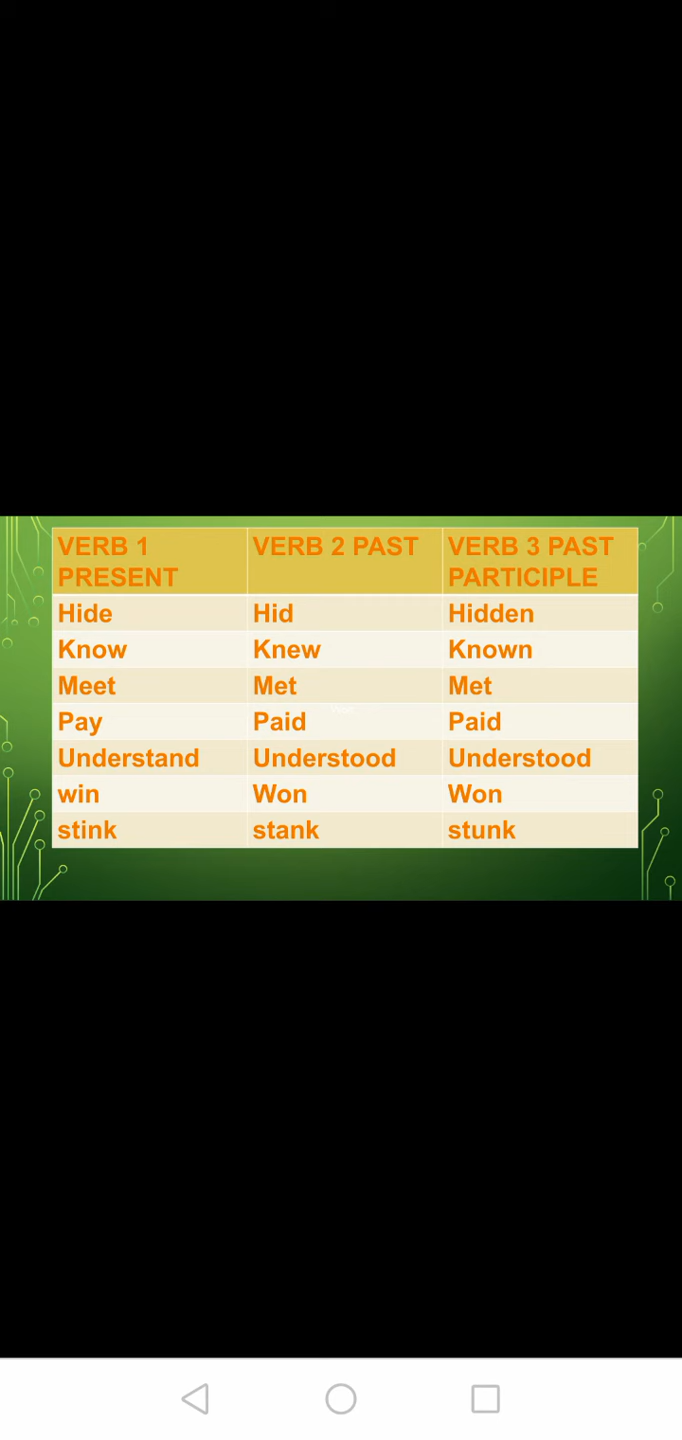 VERB 1 PRESENT VERB 2 PAST VERB 3 PAST PARTICIPLE
Hide Hid Hidden
Know Knew Known
Meet Met Met
Pay Paid Paid
Understand Understood Understood
win Won Won
stink stank stunk